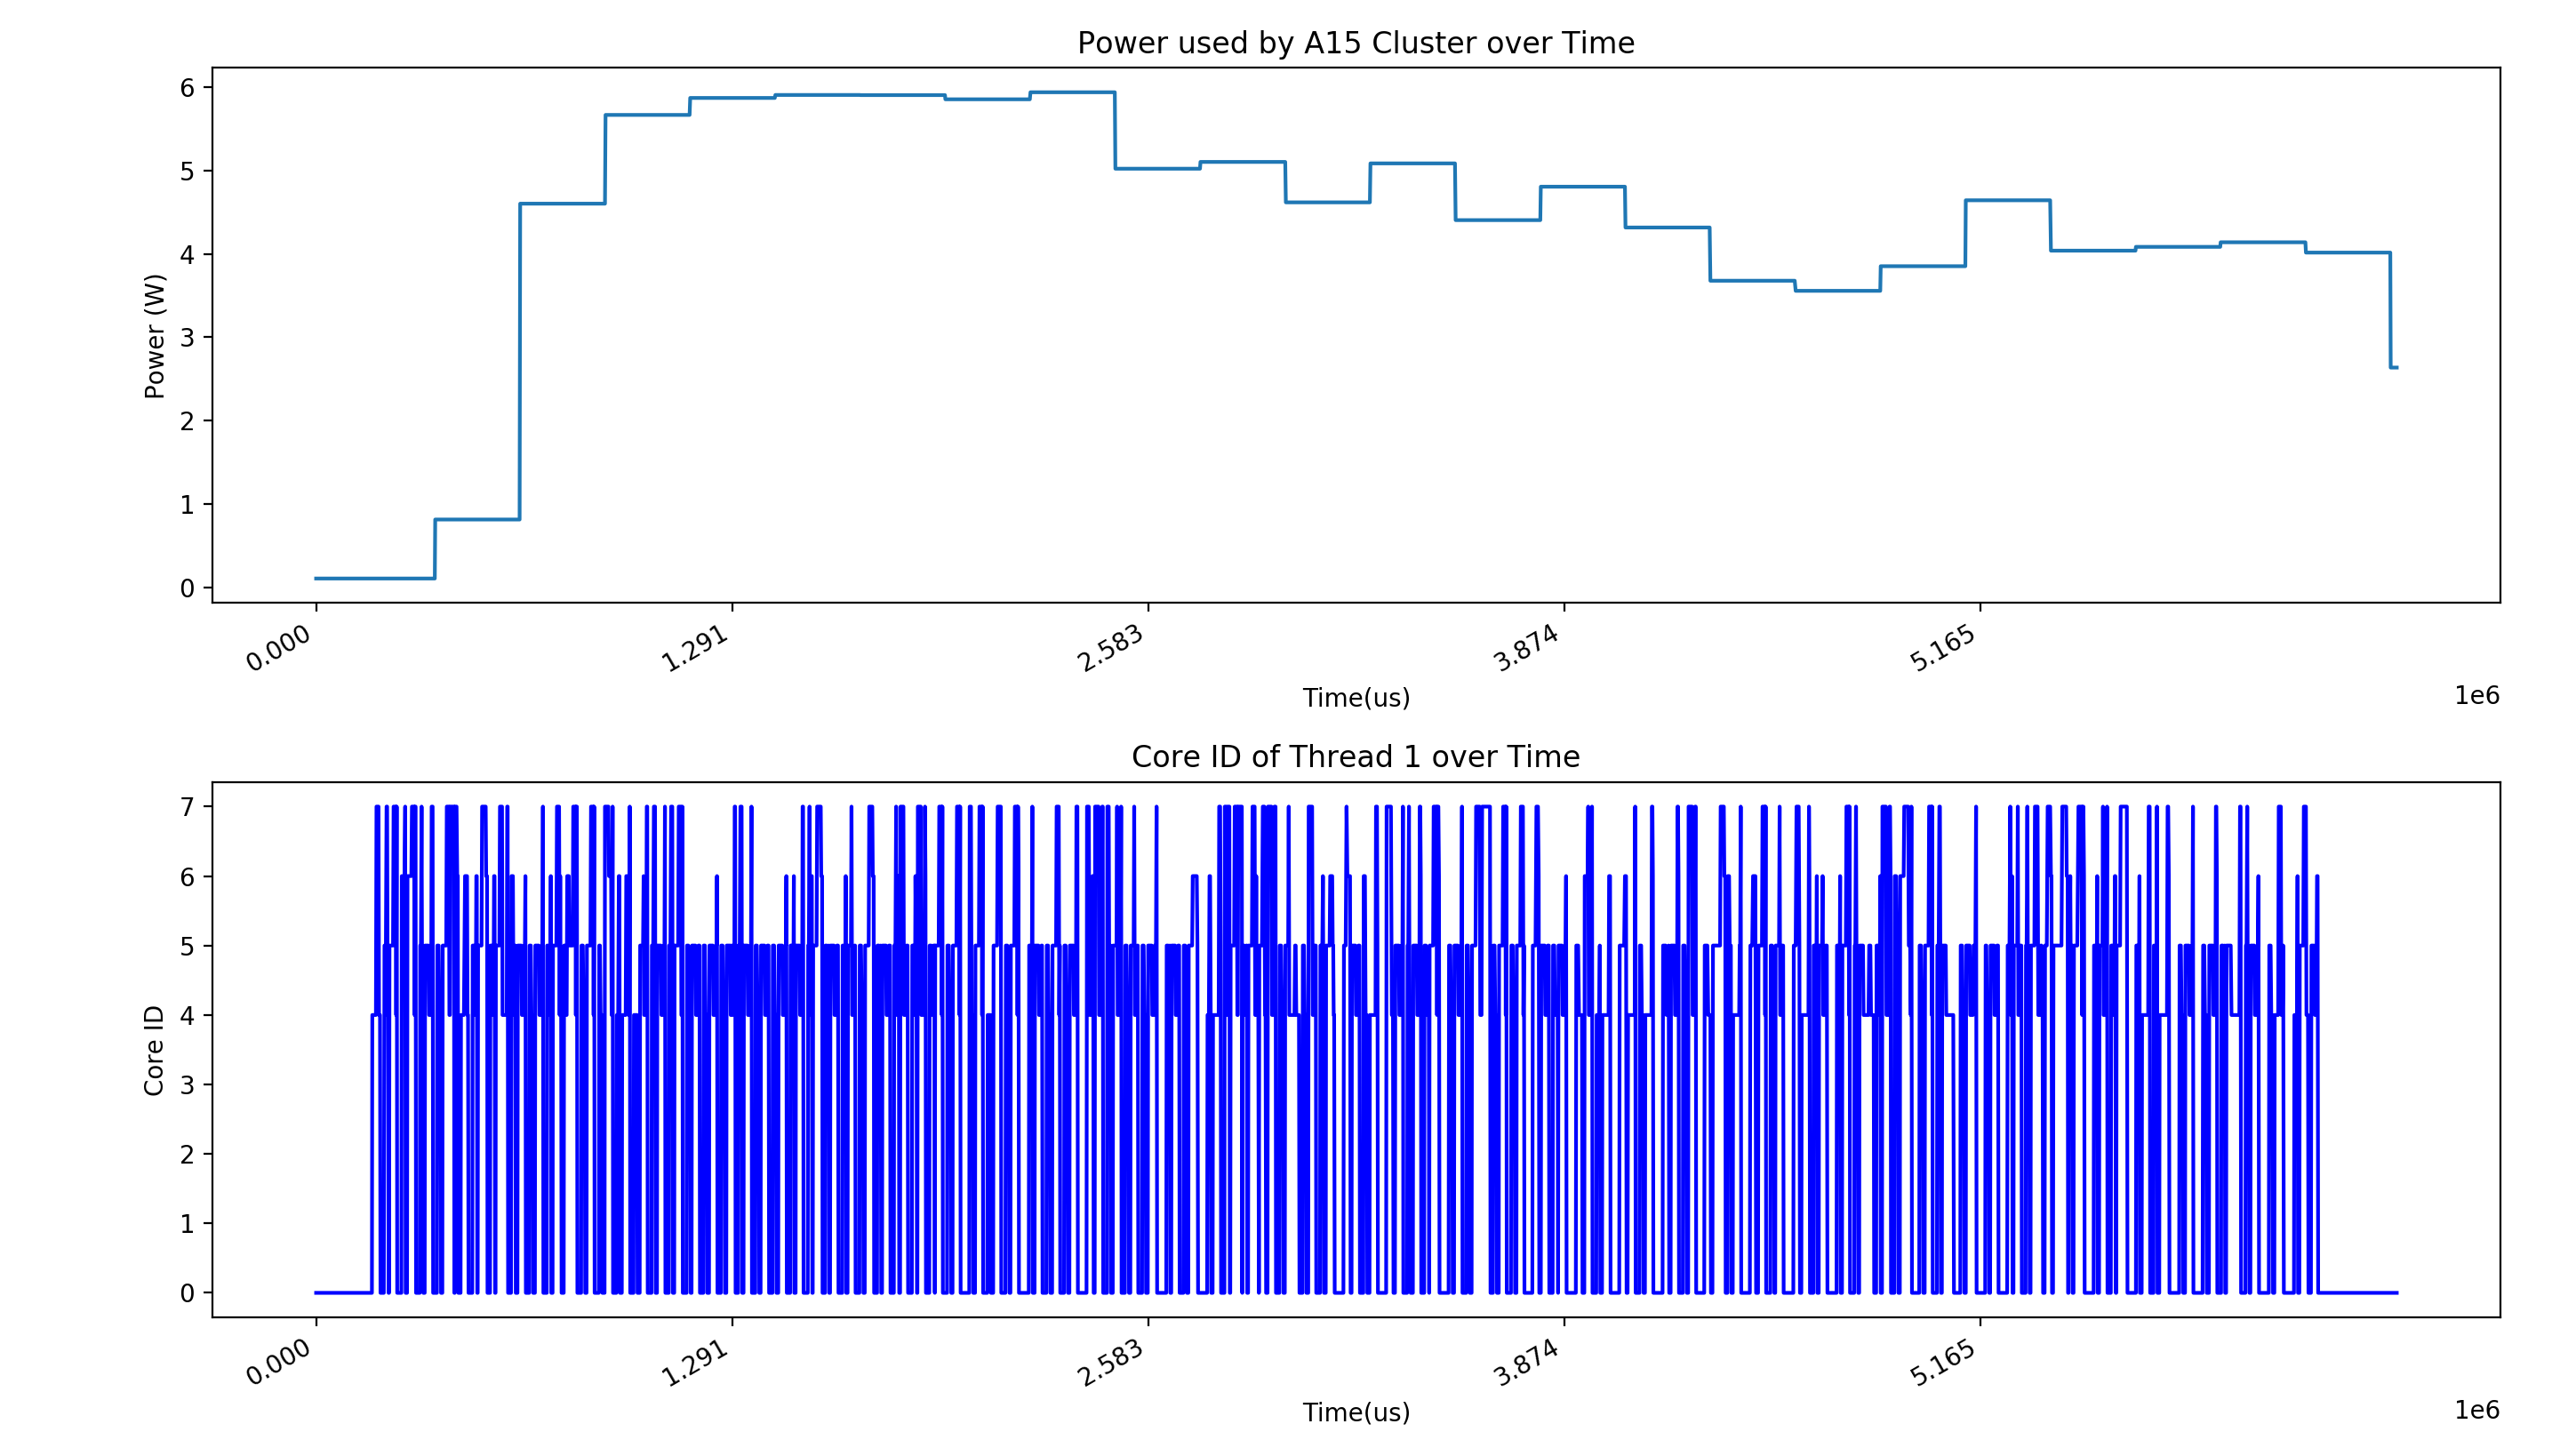 Power used by A15 Cluster over Time
6
5
4
3
2
1
0
Power (W)
0.000 1.291 2.583 3.874 5.165
Time(us)
1e6
Core ID of Thread 1 over Time
7
6
5
4
3
2
1
0
Core ID
0.000 1.291 2.583 3.874 5.165
Time(us)
1e6